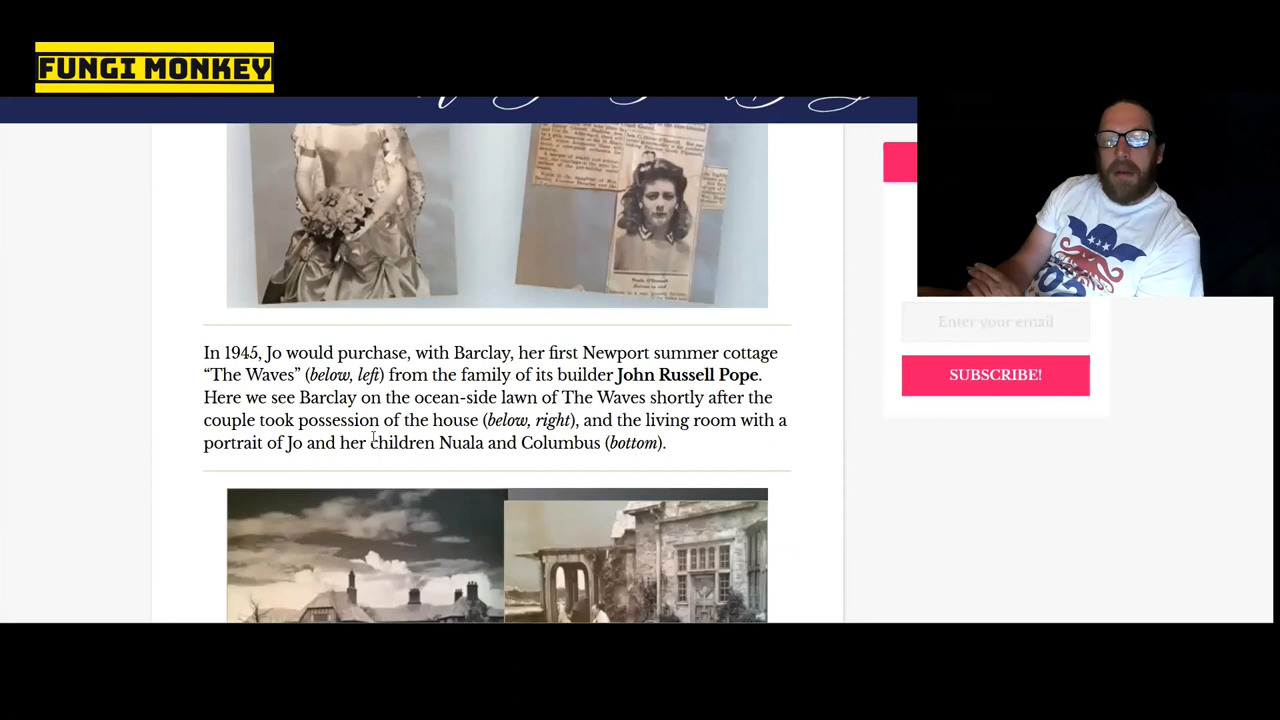 FUNGI MONKEY
In 1945, Jo would purchase, with Barclay, her first Newport summer cottage
“The Waves” (below, left) from the family of its builder John Russell Pope.
Here we see Barclay on the ocean-side lawn of The Waves shortly after the
couple took possession of the house (below, right), and the living room with a
portrait of Jo and her children Nuala and Columbus (bottom).
Enter your email
SUBSCRIBE!